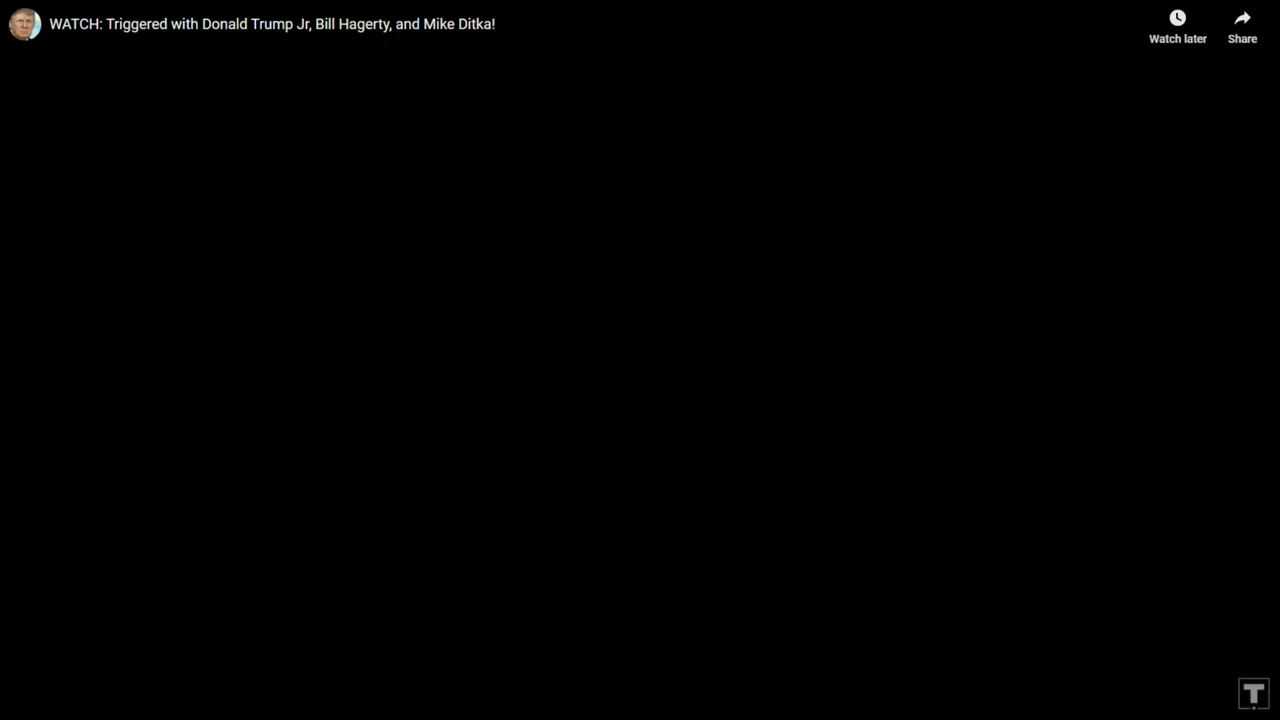 WATCH: Triggered with Donald Trump Jr, Bill Hagerty, and Mike Ditka!
Watch later
Share
T